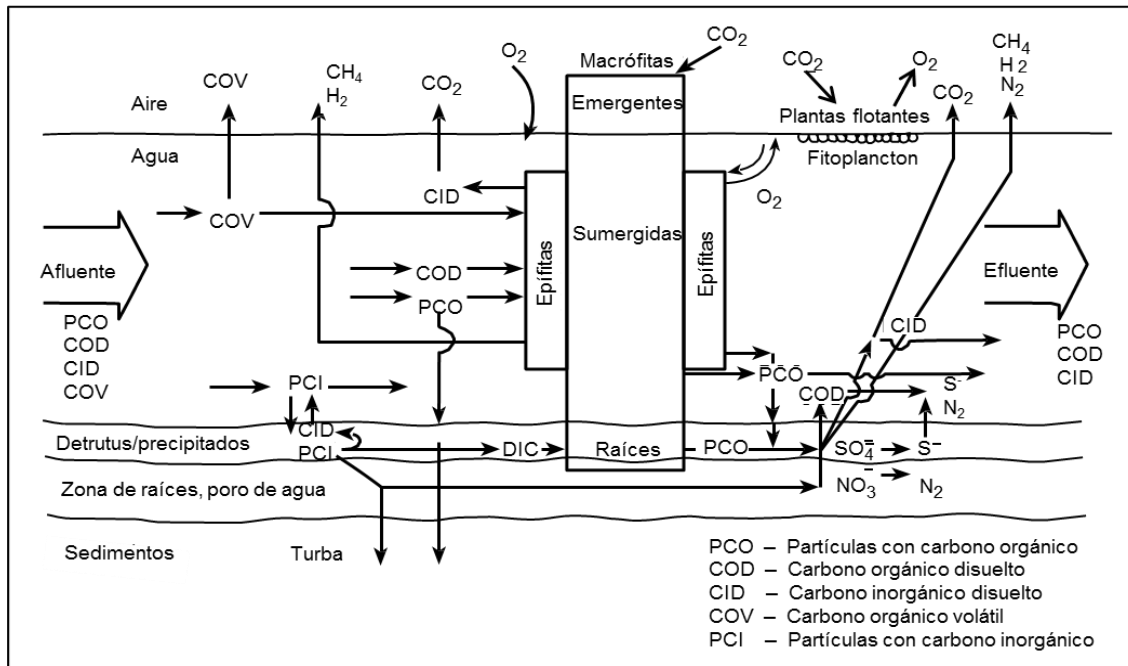 COV
CH4
H2
CO2
O2
Macrófitas
CO2
CO2
O2
CO2
CH4
H2
N2
Aire
Emergentes
Plantas flotantes
Agua
Fitoplancton
CID
O2
COV
Epífitas
Sumergidas
Epífitas
Afluente
COD
Efluente
PCO
PCO
COD
CID
COV
CID
PCO
COD
CID
PCI
PCO
COD
S-
N2
CID
Detrutus/precipitados
PCI
DIC
Raíces
PCO
SO4=
S=
Zona de raíces, poro de agua
NO3-
N2
Sedimentos
Turba
PCO – Partículas con carbono orgánico
COD – Carbono orgánico disuelto
CID – Carbono inorgánico disuelto
COV – Carbono orgánico volátil
PCI – Partículas con carbono inorgánico